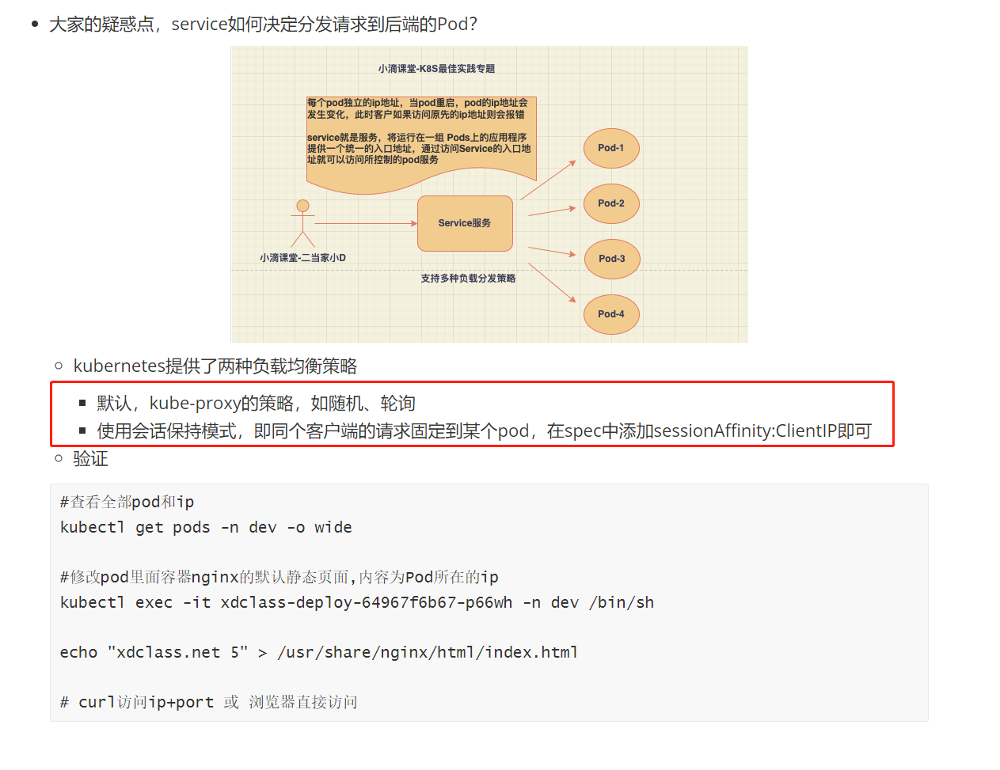 大家的疑惑点，service如何决定分发请求到后端的Pod？
小滴课堂-K8S最佳实践专题
每个pod独立的ip地址，当pod重启，pod的ip地址会
发生变化，此时客户如果访问原先的ip地址则会报错
service就是服务，将运行在一组 Pods上的应用程序
提供一个统一的入口地址，通过访问Service的入口地
址就可以访问所控制的pod服务
Pod-1
Pod-2
Service服务
Pod-3
小滴课堂-二当家小D
支持多种负载分发策略
Pod-4
kubernetes提供了两种负载均衡策略
默认，kube-proxy的策略，如随机、轮询
使用会话保持模式，即同个客户端的请求固定到某个pod，在spec中添加sessionAffinity:ClientIP即可
验证
#查看全部pod和ip
kubectl get pods -n dev -o wide
#修改pod里面容器nginx的默认静态页面,内容为Pod所在的ip
kubectl exec -it xdclass-deploy-64967f6b67-p66wh -n dev /bin/sh
echo "xdclass.net 5" > /usr/share/nginx/html/index.html
# curl访问ip+port 或 浏览器直接访问